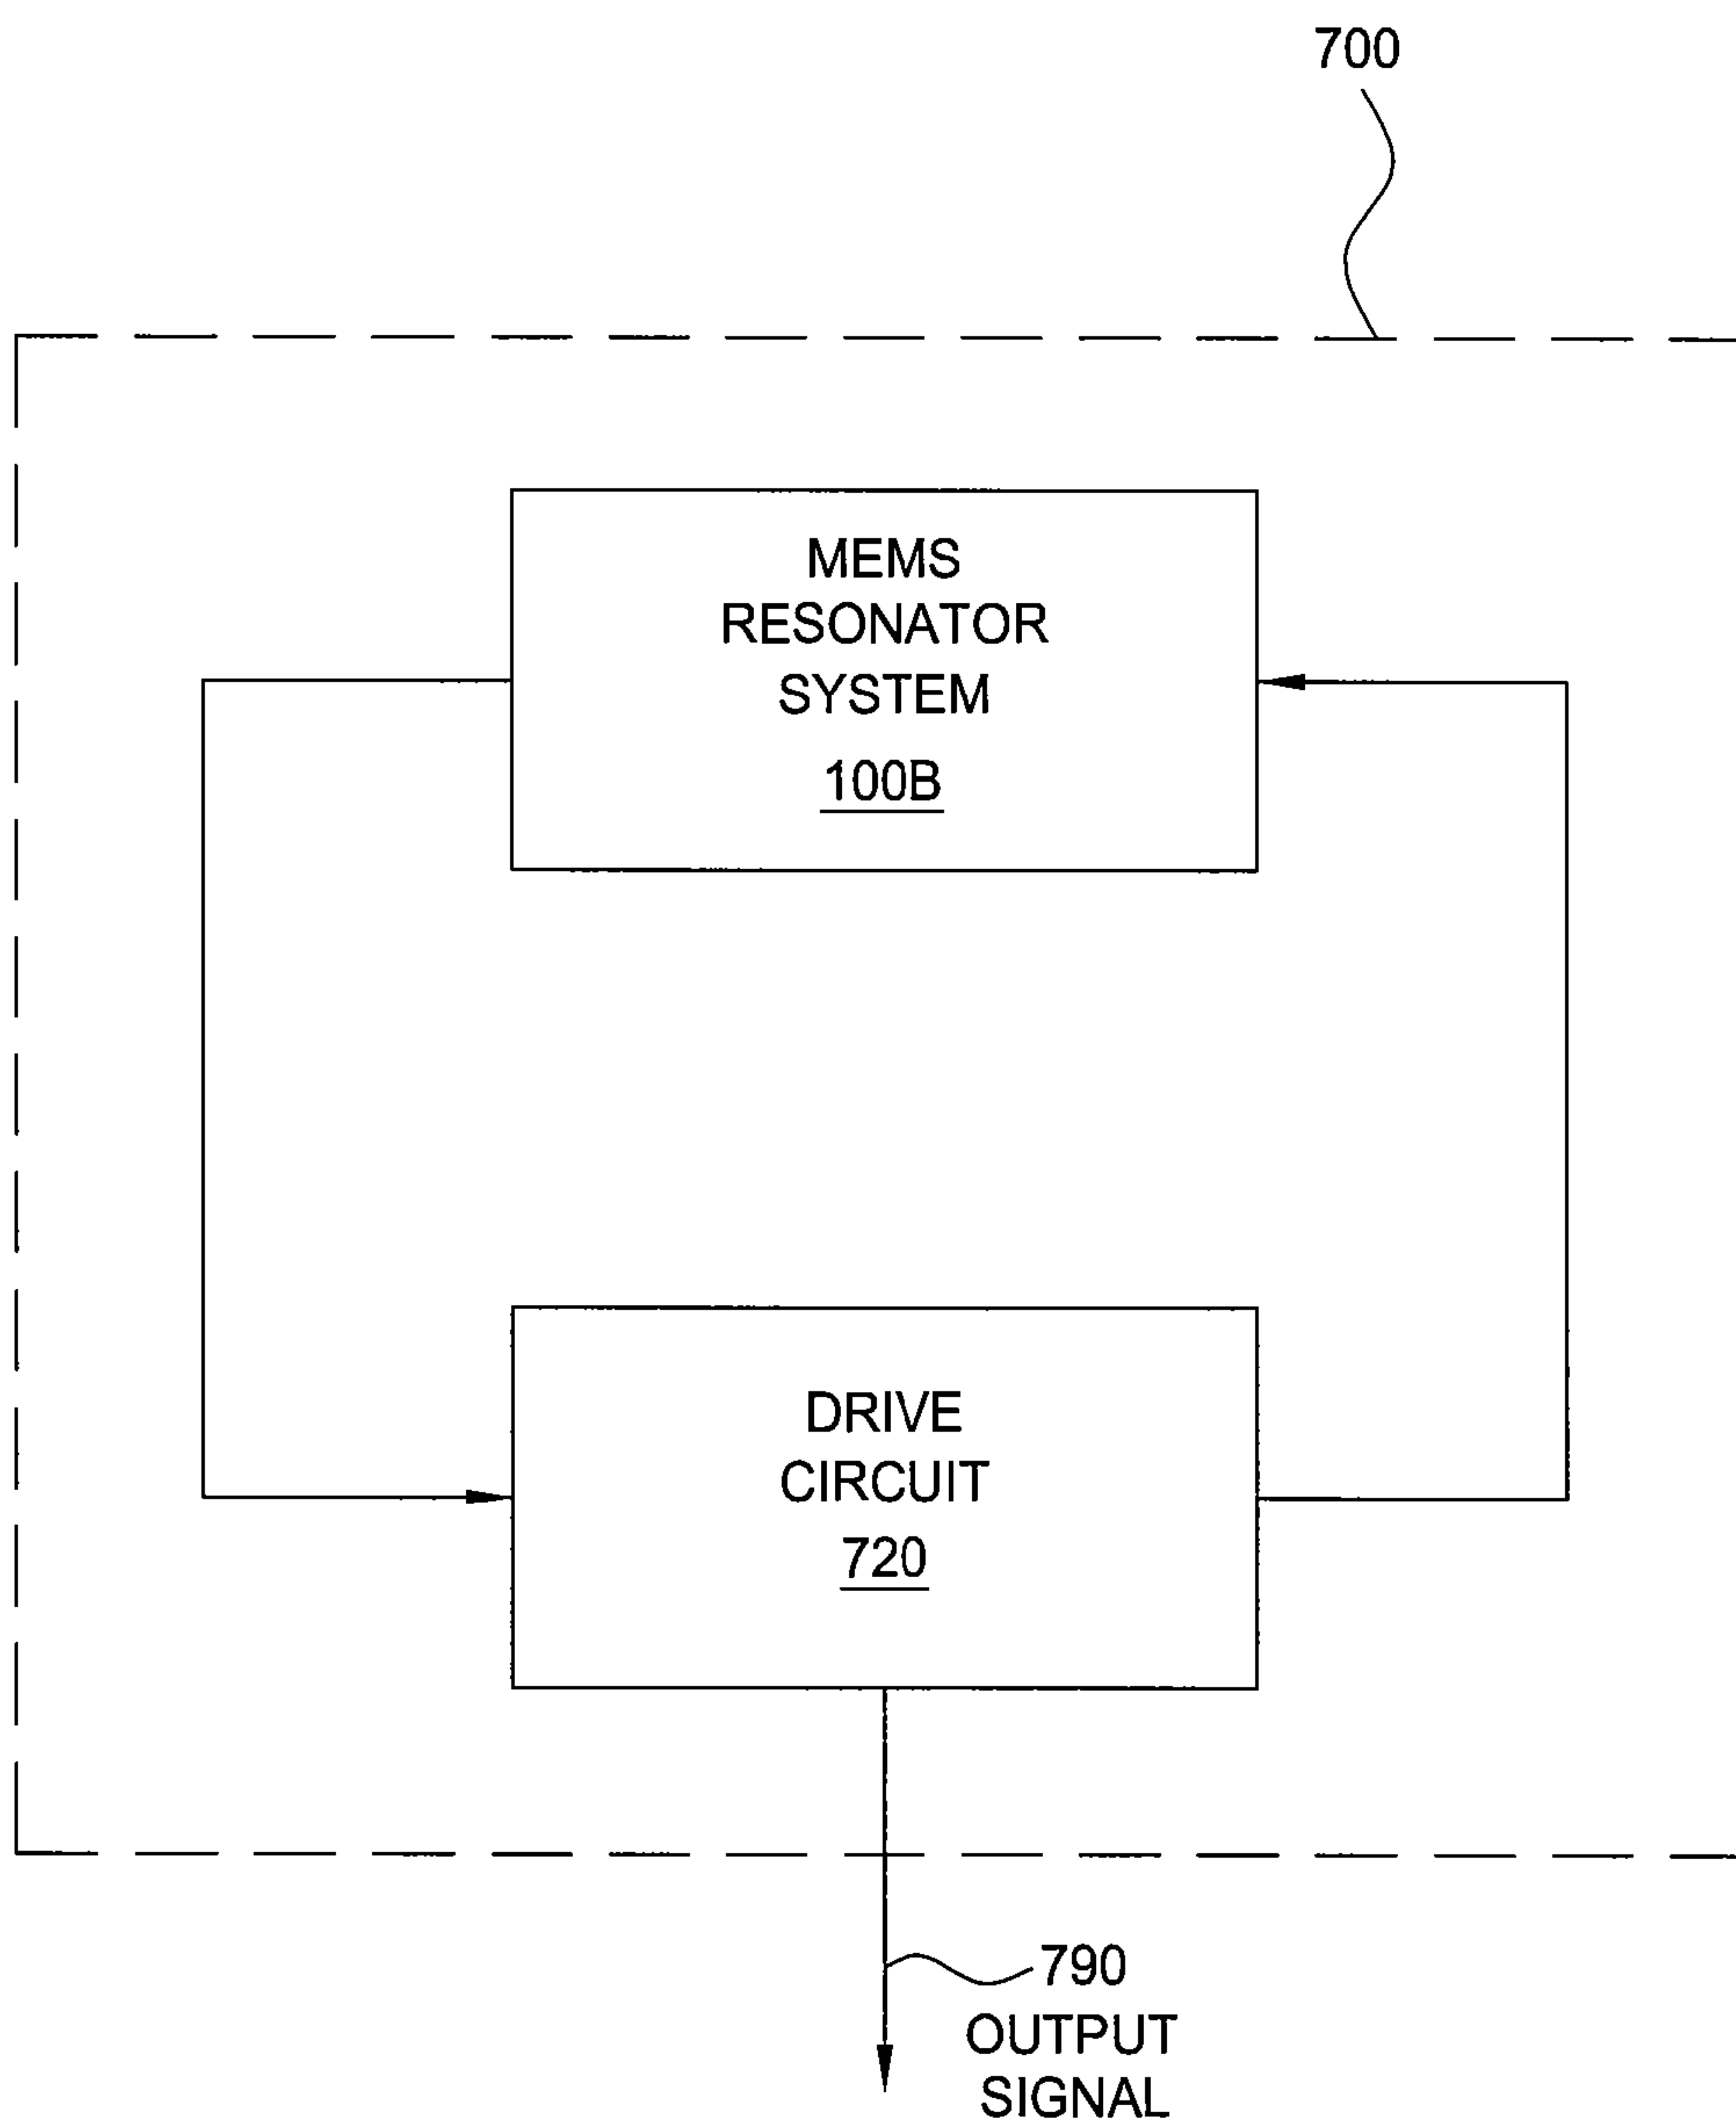 700
MEMS
RESONATOR
SYSTEM
100B
DRIVE
CIRCUIT
720
790
OUTPUT
SIGNAL